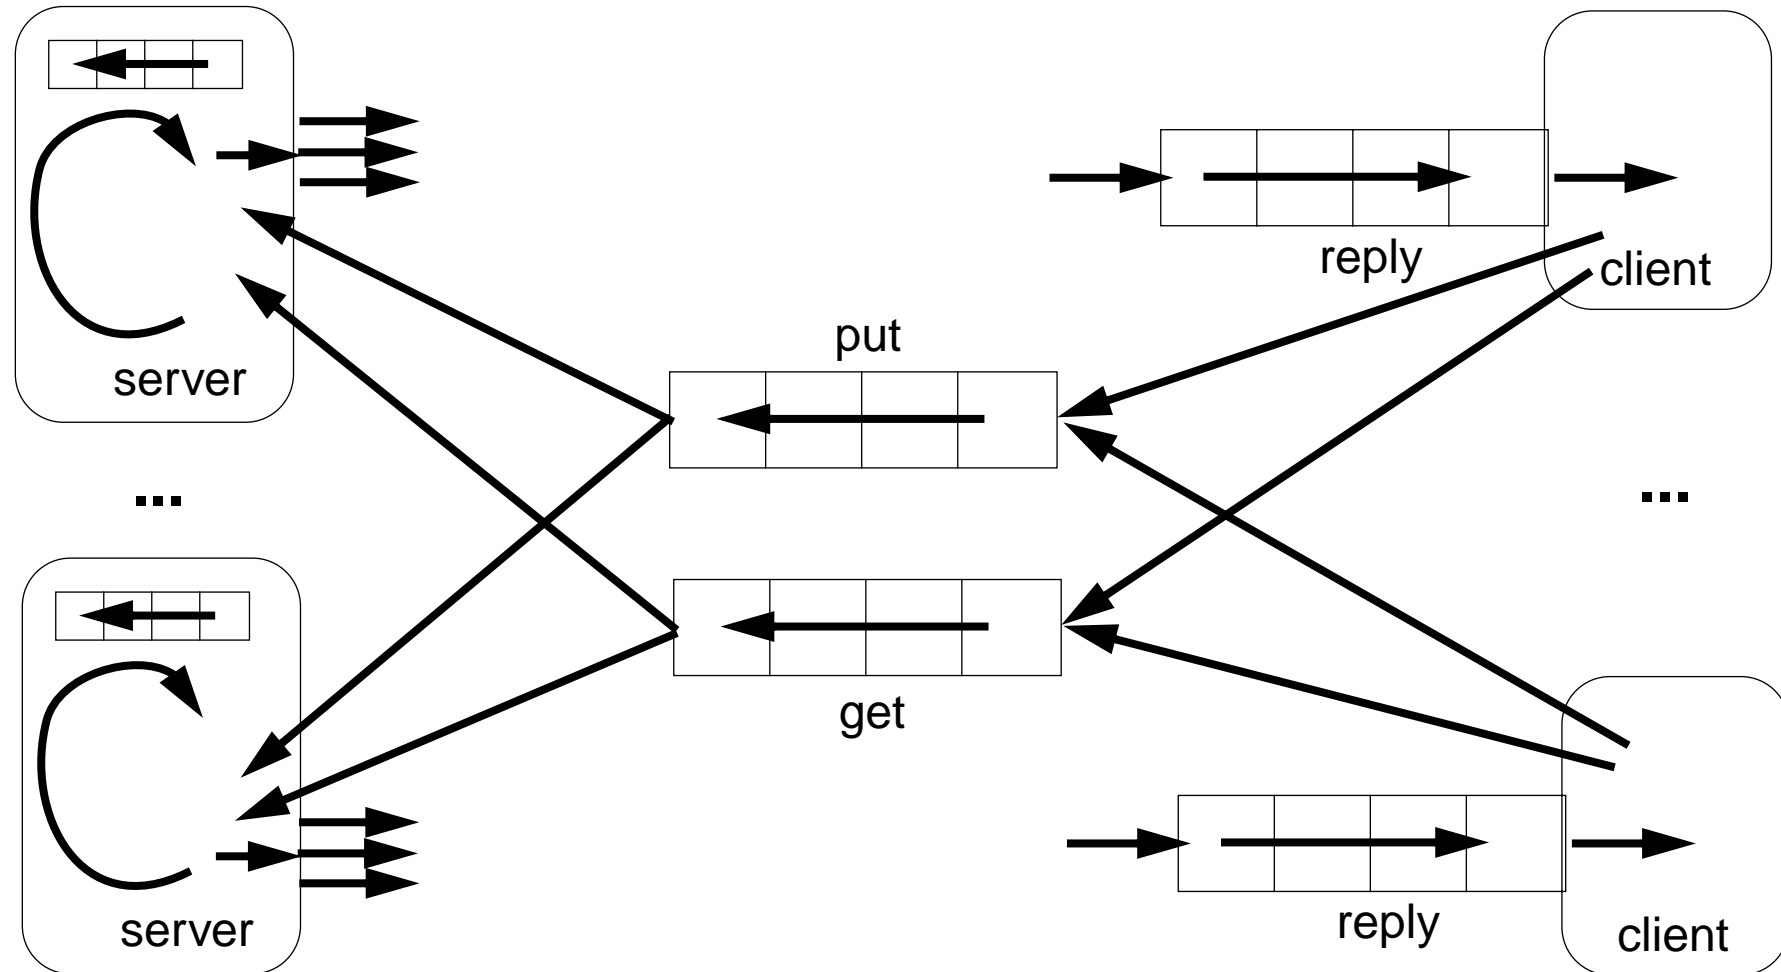 reply
client
put
server
...
...
get
server
reply
client